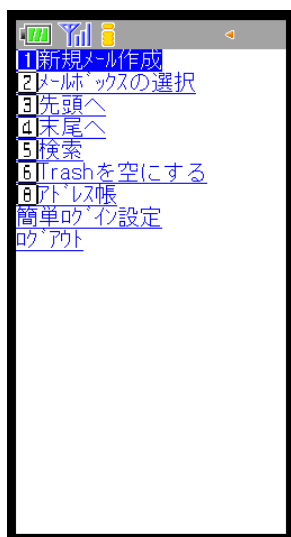 1新規ﾒｰﾙ作成
2ﾒｰﾙﾎﾞｯｸｽの選択
3先頭へ
4末尾へ
5検索
6Trashを空にする
8ｱﾄﾞﾚｽ帳
簡単ﾛｸﾞｲﾝ設定
ﾛｸﾞｱｳﾄ